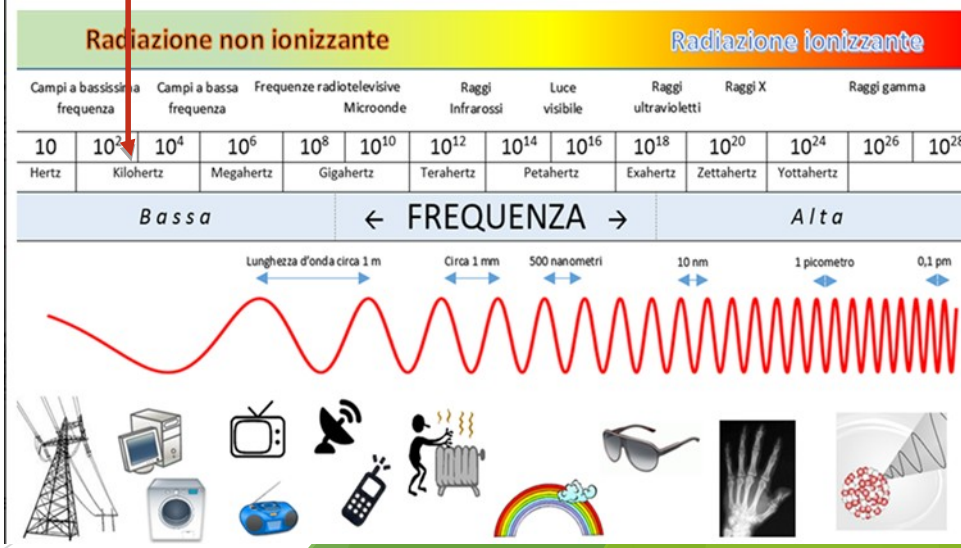 Radiazione non ionizzante Radiazione ionizzante
Campi a bassissima frequenza Campi a bassa frequenza Frequenze radiotelevisive Microonde Raggi Infrarossi Luce visibile Raggi ultravioletti Raggi X Raggi gamma
10 10² 10⁴ 10⁶ 10⁸ 10¹⁰ 10¹² 10¹⁴ 10¹⁶ 10¹⁸ 10²⁰ 10²⁴ 10²⁶ 10²⁸
Hertz Kilohertz Megahertz Gigahertz Terahertz Petahertz Exahertz Zettahertz Yottahertz
Bassa ← FREQUENZA → Alta
Lunghezza d'onda circa 1 m Circa 1 mm 500 nanometri 10 nm 1 picometro 0,1 pm